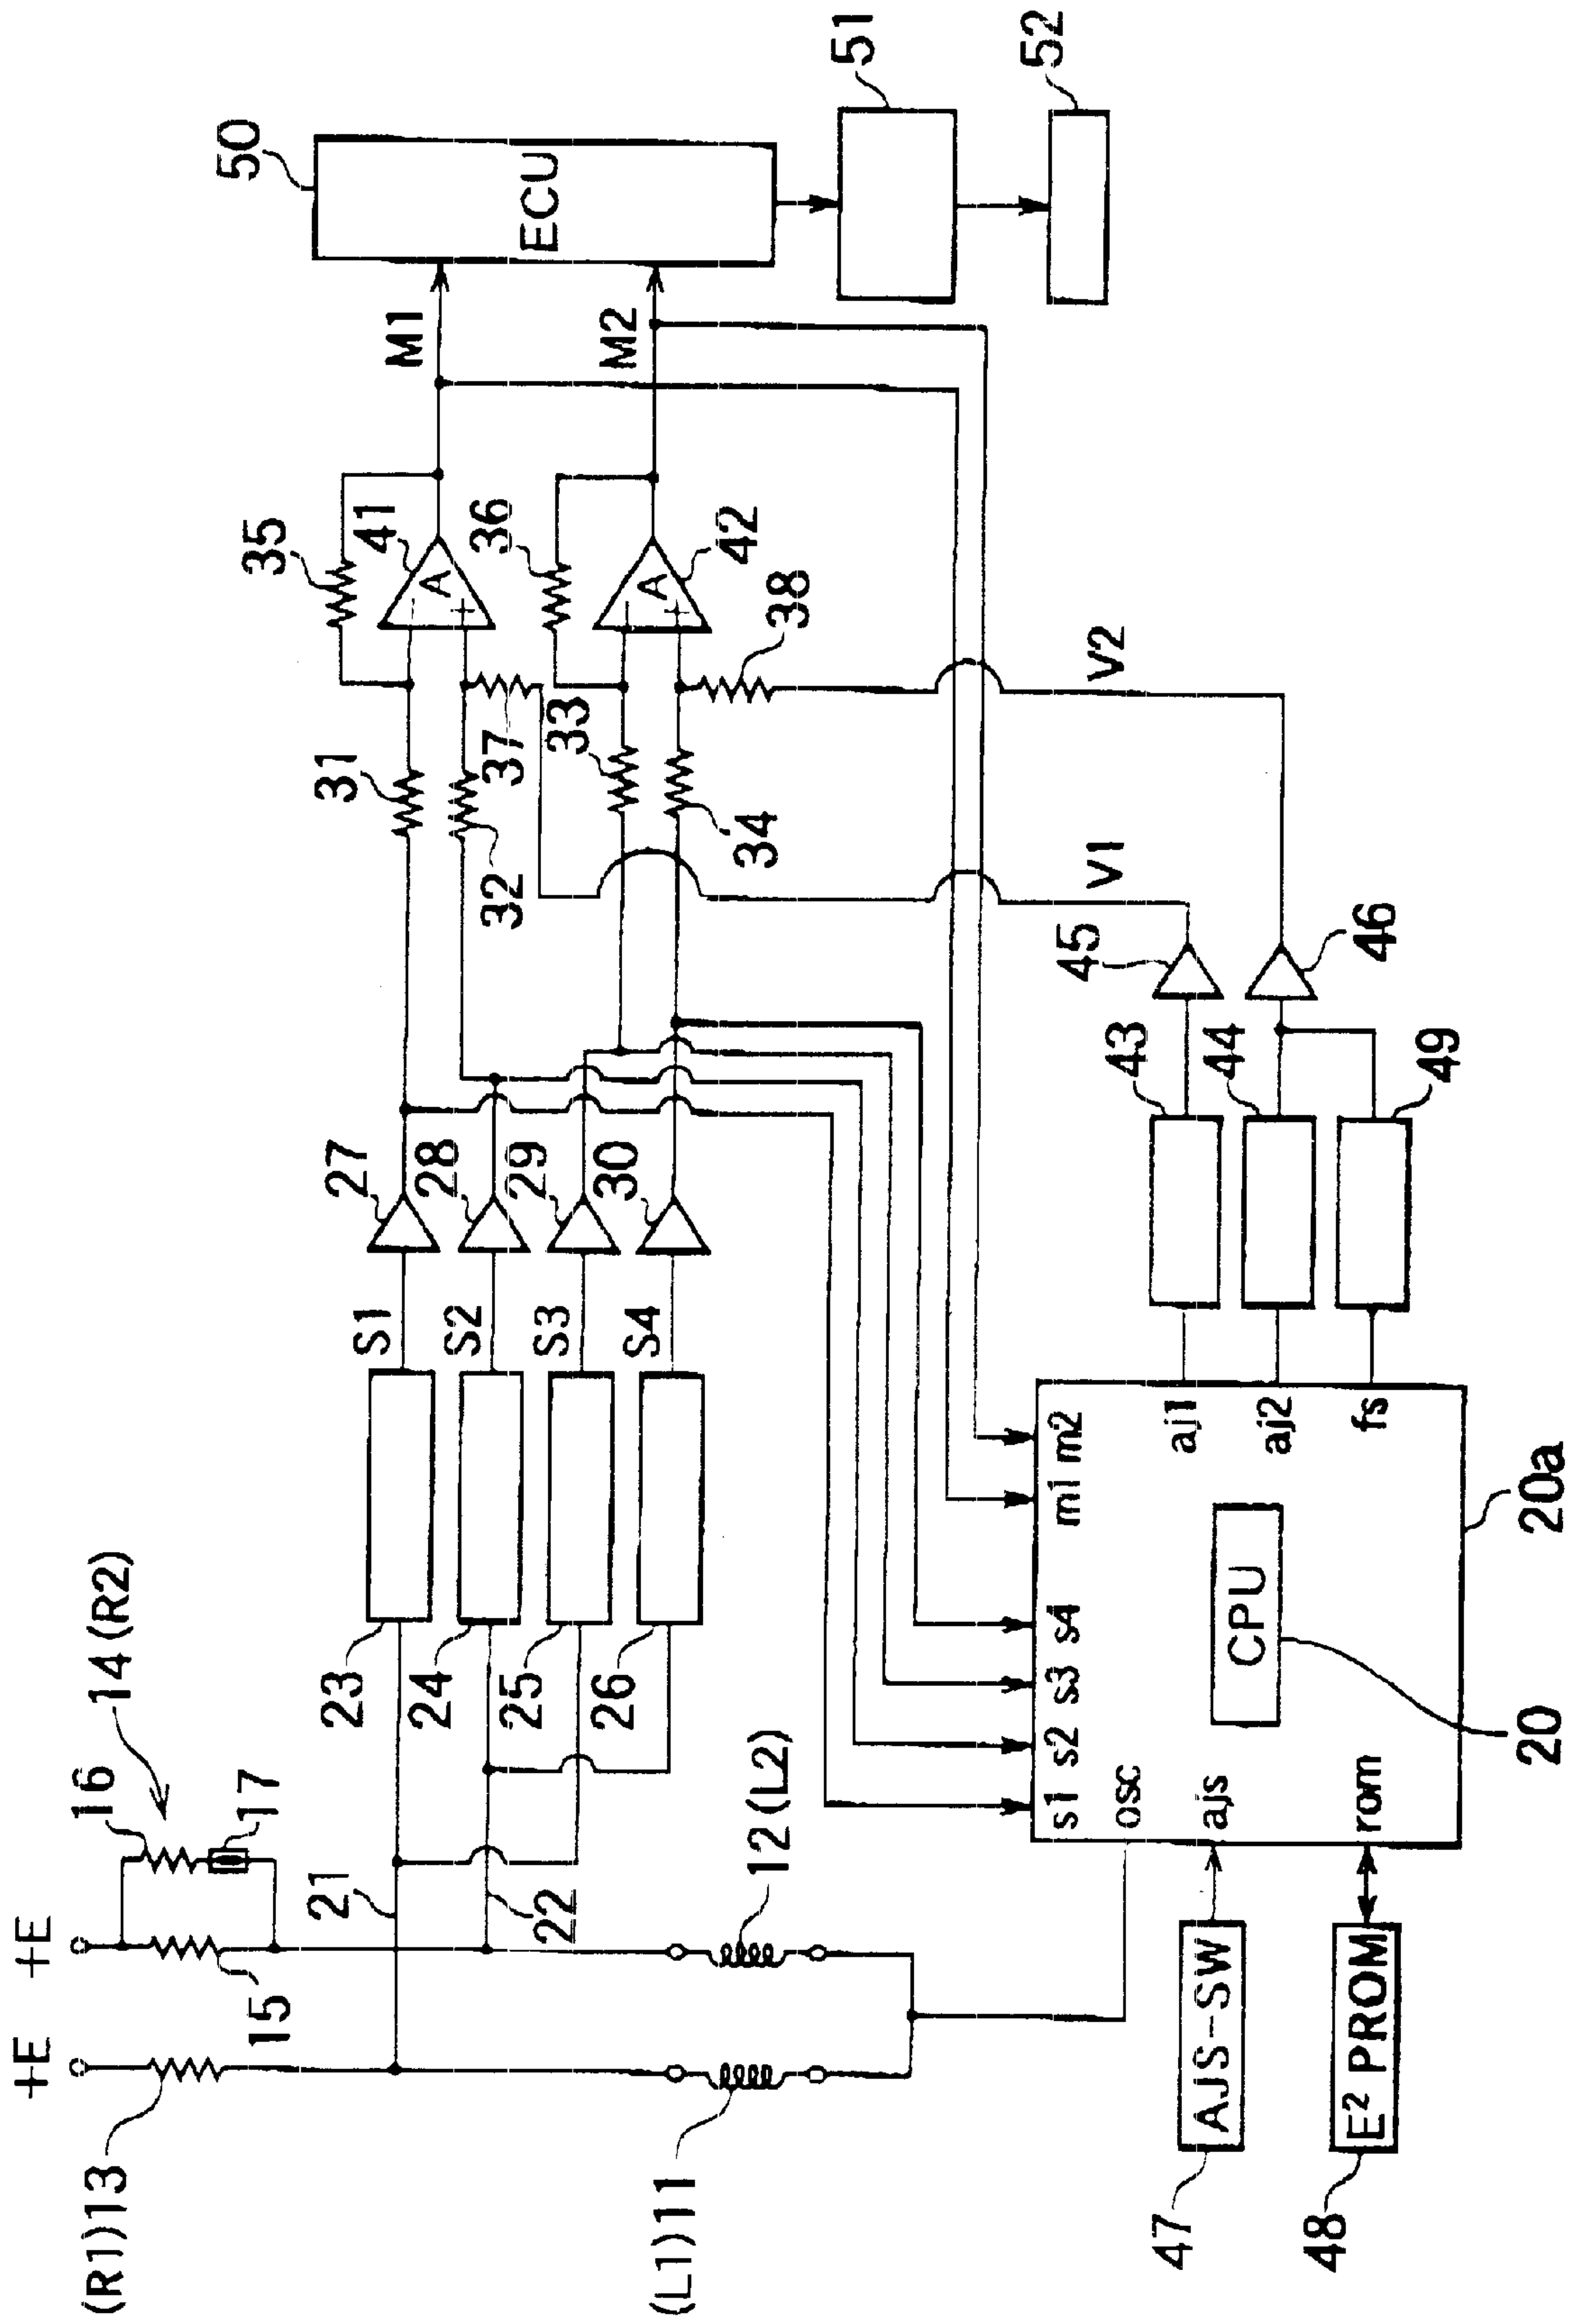 +E
+E
(R1)13
15
16
17
14(R2)
21
22
(L1)11
12(L2)
23
24
25
26
S1
S2
S3
S4
27
28
29
30
31
32
33
34
35
36
37
38
A
41
A
42
M1
M2
50
ECU
51
52
V1
V2
43
44
45
46
49
s1
s2
s3
s4
m1
m2
osc
ajs
rom
aj1
aj2
fs
CPU
20
20a
47
AJS-SW
48
E² PROM